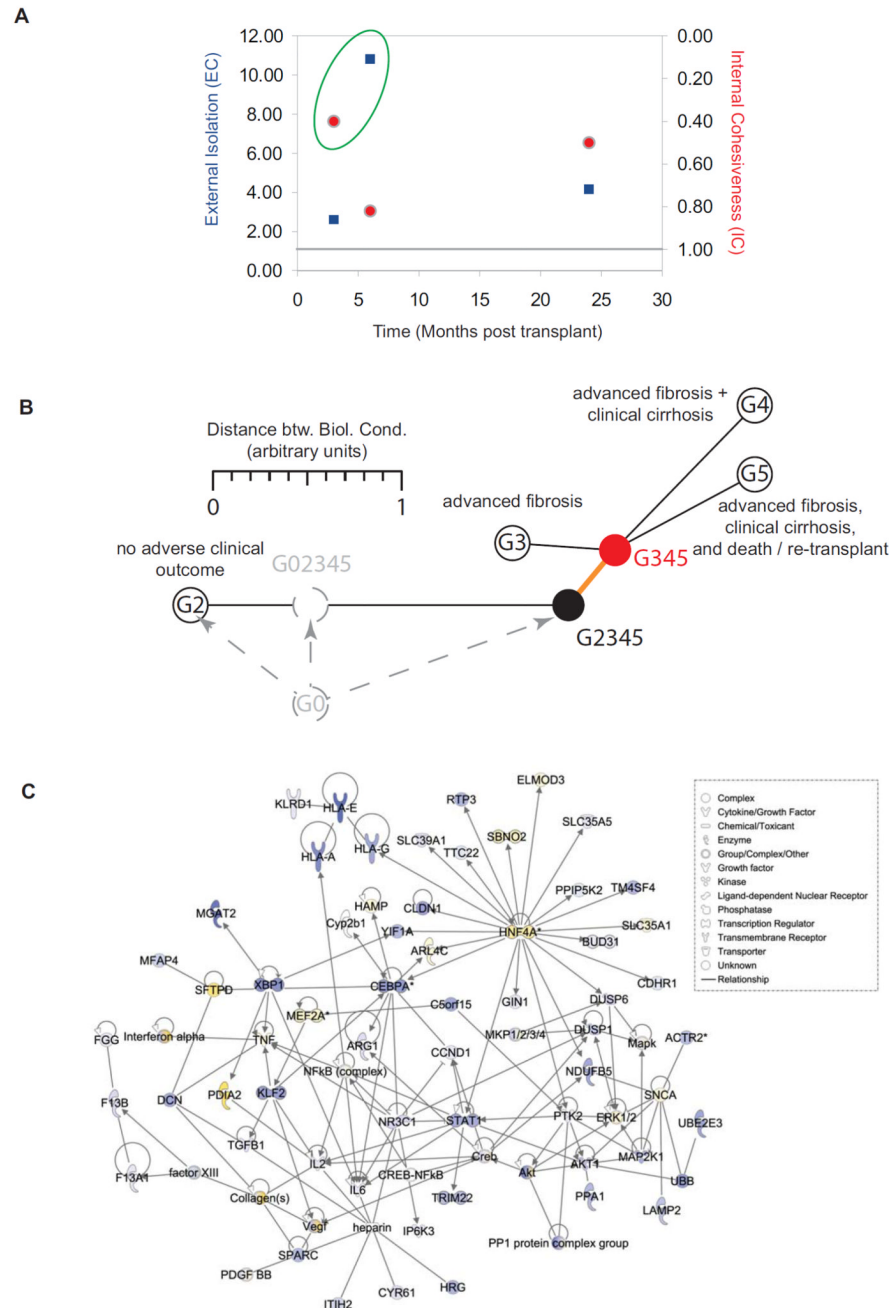 A
External Isolation (EC)
12.00
10.00
8.00
6.00
4.00
2.00
0.00
0.00
0.20
0.40
0.60
0.80
1.00
Internal Cohesiveness (IC)
0 5 10 15 20 25 30
Time (Months post transplant)
B
Distance btw. Biol. Cond.
(arbitrary units)
0 1
advanced fibrosis +
clinical cirrhosis
G4
G5
advanced fibrosis
G3
advanced fibrosis,
clinical cirrhosis,
and death / re-transplant
G345
no adverse clinical
outcome
G02345
G2
G2345
G0
C
KLRD1
HLA-E
HLA-A
HLA-G
RTP3
ELMOD3
SLC39A1
TTC22
SBNO2
SLC35A5
PPIP5K2
TM4SF4
MGAT2
HAMP
CLDN1
Cyp2b1
YIF1A
HNF4A*
SLC35A1
BUD31
ARL4C
MFAP4
SFTPD
XBP1
CEBPA*
CDHR1
C5orf15
GIN1
DUSP6
MEF2A*
FGG
Interferon alpha
TNF
ARG1
CCND1
MKP1/2/3/4
DUSP1
Mapk
ACTR2*
NFkB (complex)
NDUFB5
F13B
DCN
PDIA2
KLF2
NR3C1
STAT1
PTK2
ERK1/2
SNCA
UBE2E3
TGFB1
F13A1
factor XIII
IL2
CREB-NFkB
Creb
Akt
AKT1
MAP2K1
UBB
Collagen(s)
IL6
TRIM22
PPA1
LAMP2
Vegf
heparin
IP6K3
SPARC
PP1 protein complex group
PDGF BB
ITIH2
CYR61
HRG
Complex
Cytokine/Growth Factor
Chemical/Toxicant
Enzyme
Group/Complex/Other
Growth factor
Kinase
Ligand-dependent Nuclear Receptor
Phosphatase
Transcription Regulator
Transmembrane Receptor
Transporter
Unknown
Relationship